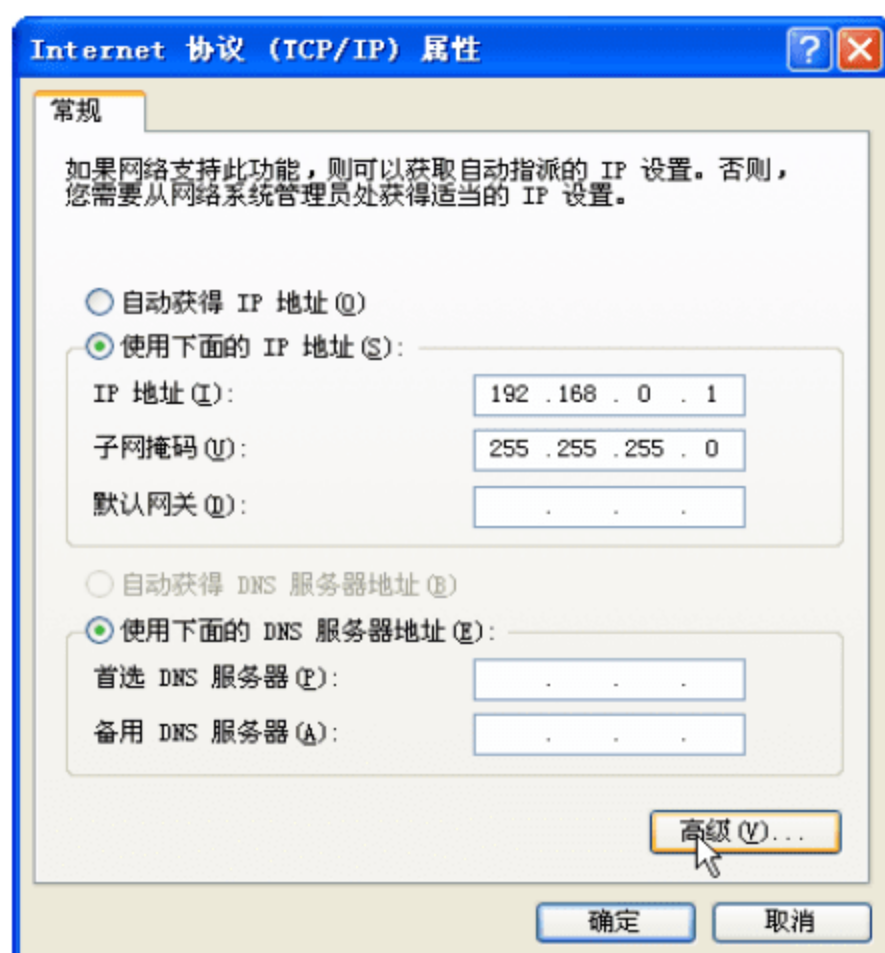 Internet 协议 (TCP/IP) 属性
常规
如果网络支持此功能，则可以获取自动指派的 IP 设置。否则，
您需要从网络系统管理员处获得适当的 IP 设置。
自动获得 IP 地址(O)
使用下面的 IP 地址(S):
IP 地址(I): 192 .168 . 0 . 1
子网掩码(U): 255 .255 .255 . 0
默认网关(D): . . .
自动获得 DNS 服务器地址(B)
使用下面的 DNS 服务器地址(E):
首选 DNS 服务器(P): . . .
备用 DNS 服务器(A): . . .
高级(V)...
确定 取消